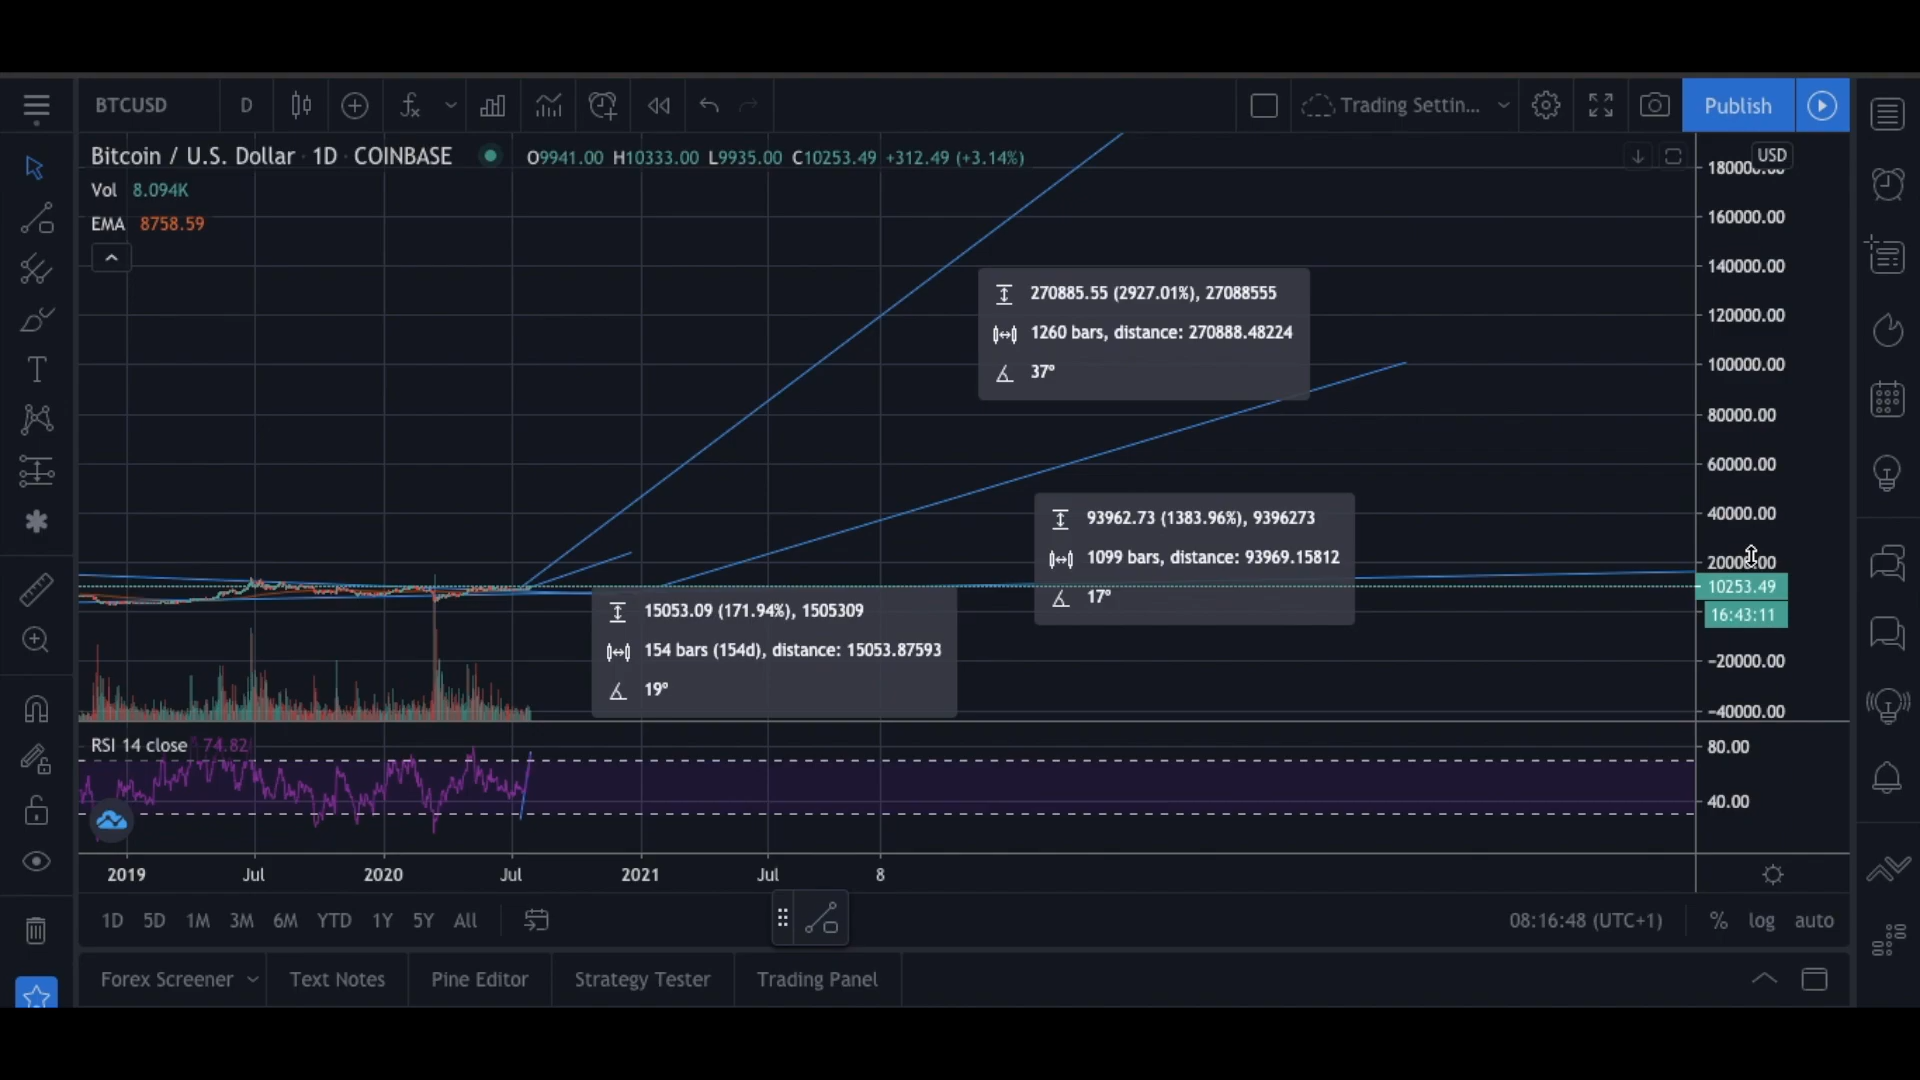 BTCUSD D Trading Settin... Publish
Bitcoin / U.S. Dollar · 1D · COINBASE O9941.00 H10333.00 L9935.00 C10253.49 +312.49 (+3.14%)
Vol 8.094K
EMA 8758.59
USD
160000.00
140000.00
120000.00
100000.00
80000.00
60000.00
40000.00
10253.49
16:43:11
−20000.00
−40000.00
270885.55 (2927.01%), 27088555
1260 bars, distance: 270888.48224
37°
93962.73 (1383.96%), 9396273
1099 bars, distance: 93969.15812
17°
15053.09 (171.94%), 1505309
154 bars (154d), distance: 15053.87593
19°
RSI 14 close 74.82
80.00
40.00
2019 Jul 2020 Jul 2021 Jul 8
1D 5D 1M 3M 6M YTD 1Y 5Y All 08:16:48 (UTC+1) % log auto
Forex Screener Text Notes Pine Editor Strategy Tester Trading Panel